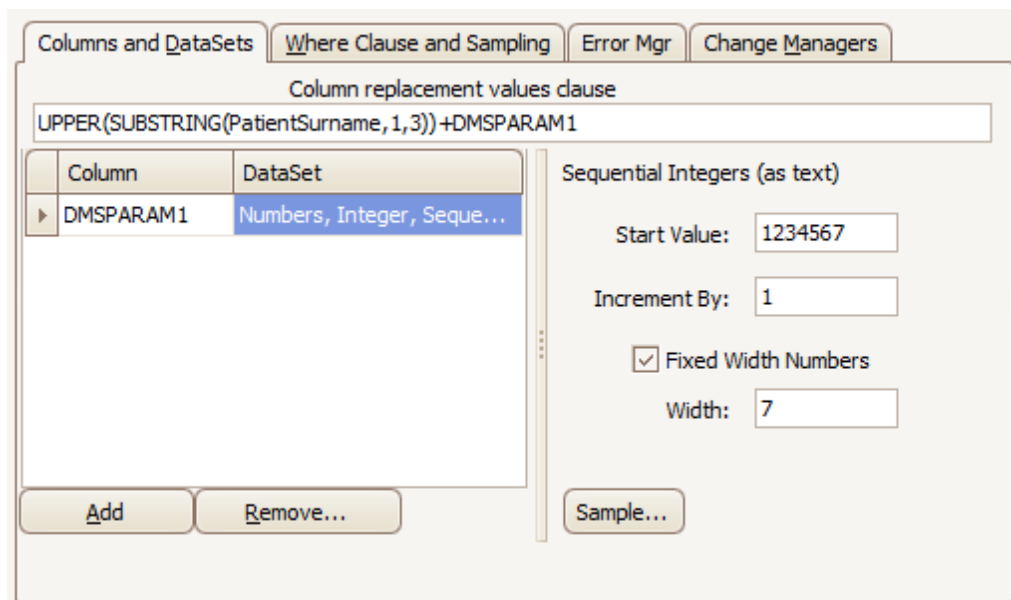 Columns and DataSets Where Clause and Sampling Error Mgr Change Managers
Column replacement values clause
UPPER(SUBSTRING(PatientSurname,1,3))+DMSPARAM1
Column DataSet
DMSPARAM1 Numbers, Integer, Seque...
Sequential Integers (as text)
Start Value: 1234567
Increment By: 1
Fixed Width Numbers
Width: 7
Add Remove... Sample...